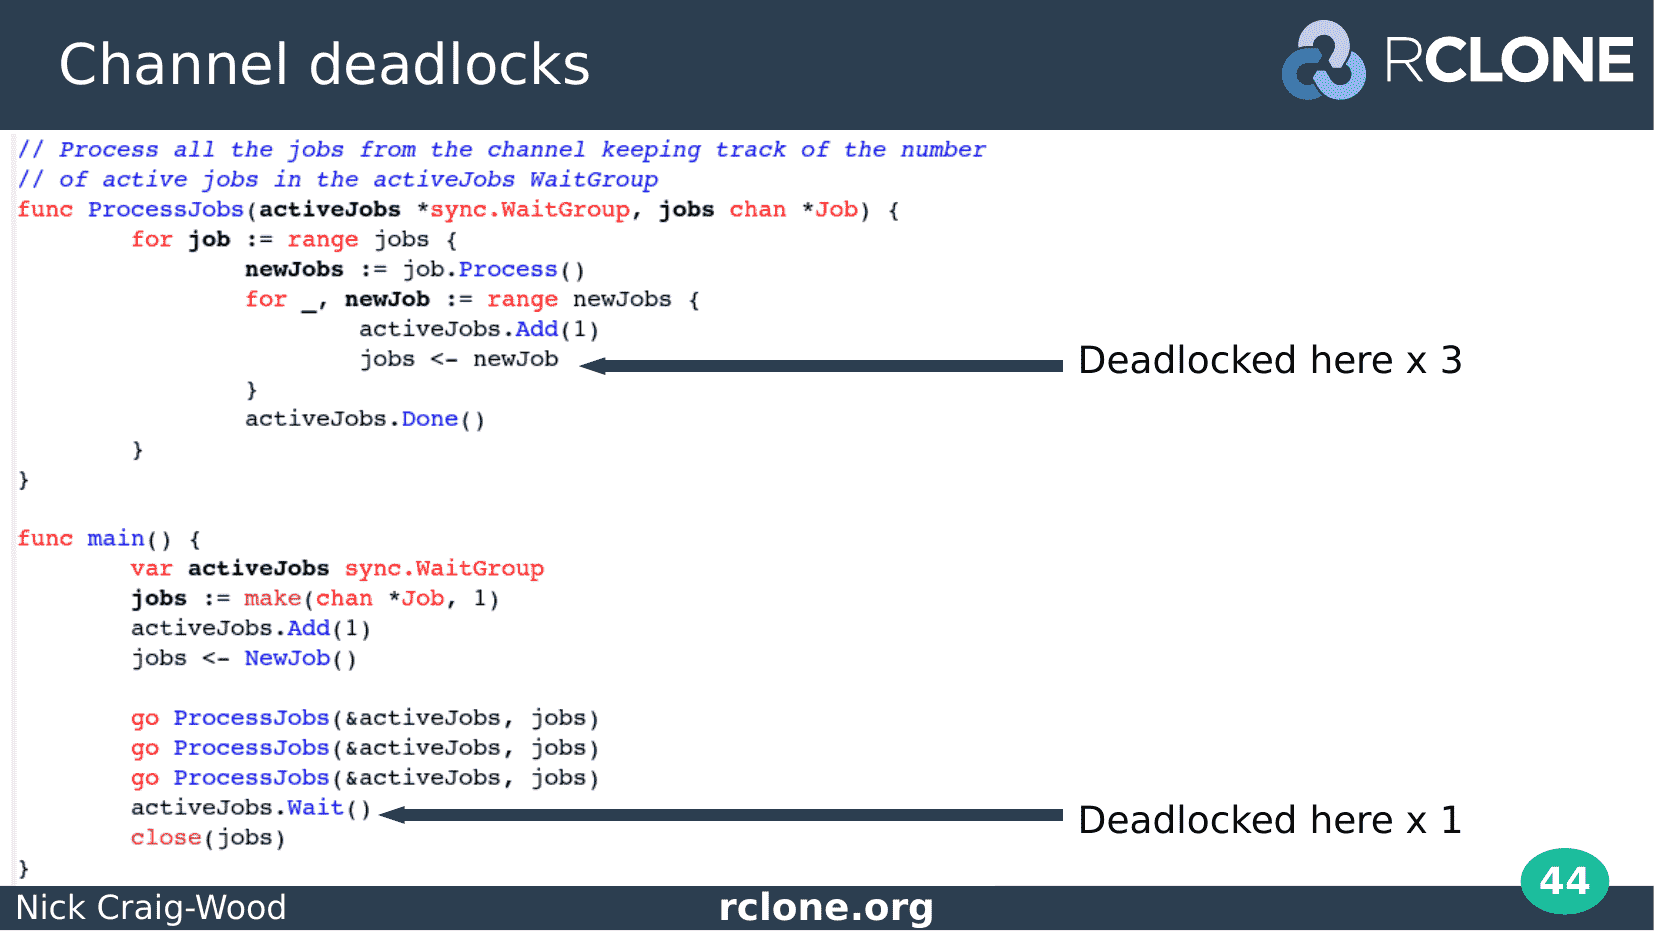 Channel deadlocks
RCLONE
// Process all the jobs from the channel keeping track of the number
// of active jobs in the activeJobs WaitGroup
func ProcessJobs(activeJobs *sync.WaitGroup, jobs chan *Job) {
        for job := range jobs {
                newJobs := job.Process()
                for _, newJob := range newJobs {
                        activeJobs.Add(1)
                        jobs <- newJob
Deadlocked here x 3
                }
                activeJobs.Done()
        }
}
func main() {
        var activeJobs sync.WaitGroup
        jobs := make(chan *Job, 1)
        activeJobs.Add(1)
        jobs <- NewJob()
        go ProcessJobs(&activeJobs, jobs)
        go ProcessJobs(&activeJobs, jobs)
        go ProcessJobs(&activeJobs, jobs)
        activeJobs.Wait()
Deadlocked here x 1
        close(jobs)
}
44
Nick Craig-Wood
rclone.org